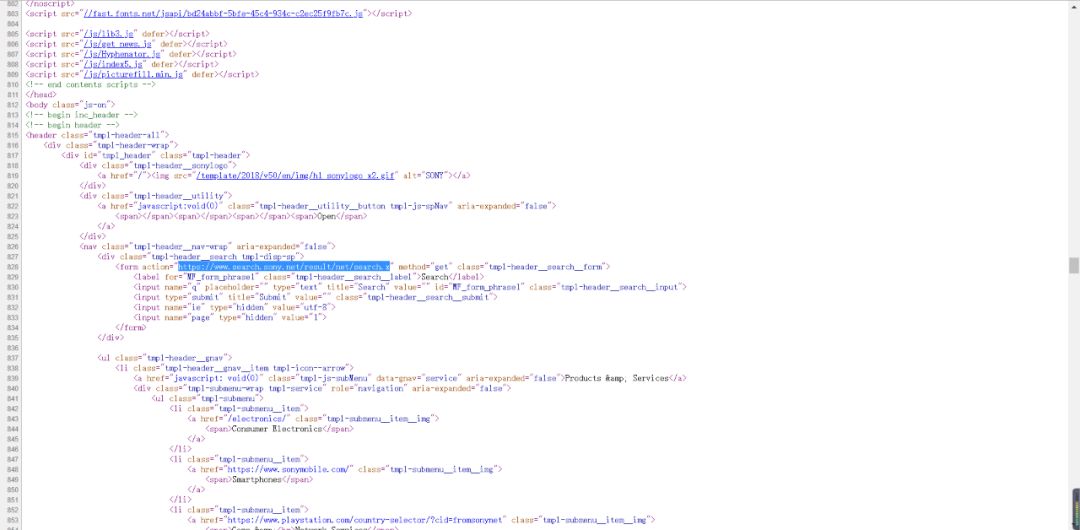 802 </noscript>
803 <script src="//fast.fonts.net/jsapi/bd24abbf-5bfe-45c4-934c-c2ec25f9fb7c.js"></script>
804
805 <script src="/js/lib3.js" defer></script>
806 <script src="/js/get_news.js" defer></script>
807 <script src="/js/Hyphenator.js" defer></script>
808 <script src="/js/index5.js" defer></script>
809 <script src="/js/picturefill.min.js" defer></script>
810 <!-- end contents scripts -->
811 </head>
812 <body class="js-on">
813 <!-- begin inc_header -->
814 <!-- begin header -->
815 <header class="tmpl-header-all">
816 <div class="tmpl-header-wrap">
817 <div id="tmpl_header" class="tmpl-header">
818 <div class="tmpl-header__sonylogo">
819 <a href="/"><img src="/template/2018/v50/en/img/h1_sonylogo_x2.gif" alt="SONY"></a>
820 </div>
821 <div class="tmpl-header__utility">
822 <a href="javascript:void(0)" class="tmpl-header__utility__button tmpl-js-spNav" aria-expanded="false">
823 <span></span><span></span><span></span><span>Open</span>
824 </a>
825 </div>
826 <nav class="tmpl-header__nav-wrap" aria-expanded="false">
827 <div class="tmpl-header__search tmpl-disp-sp">
828 <form action="https://www.search.sony.net/result/net/search.x" method="get" class="tmpl-header__search__form">
829 <label for="MF_form_phrase1" class="tmpl-header__search__label">Search</label>
830 <input name="q" placeholder="" type="text" title="Search" value="" id="MF_form_phrase1" class="tmpl-header__search__input">
831 <input type="submit" title="Submit" value="" class="tmpl-header__search__submit">
832 <input name="ie" type="hidden" value="utf-8">
833 <input name="page" type="hidden" value="1">
834 </form>
835 </div>
836
837 <ul class="tmpl-header__gnav">
838 <li class="tmpl-header__gnav__item tmpl-icon--arrow">
839 <a href="javascript: void(0)" class="tmpl-js-subMenu" data-gnav="service" aria-expanded="false">Products &amp; Services</a>
840 <div class="tmpl-submenu-wrap tmpl-service" role="navigation" aria-expanded="false">
841 <ul class="tmpl-submenu">
842 <li class="tmpl-submenu__item">
843 <a href="/electronics/" class="tmpl-submenu__item__img">
844 <span>Consumer Electronics</span>
845 </a>
846 </li>
847 <li class="tmpl-submenu__item">
848 <a href="https://www.sonymobile.com/" class="tmpl-submenu__item__img">
849 <span>Smartphones</span>
850 </a>
851 </li>
852 <li class="tmpl-submenu__item">
853 <a href="https://www.playstation.com/country-selector/?cid=fromsonynet" class="tmpl-submenu__item__img">